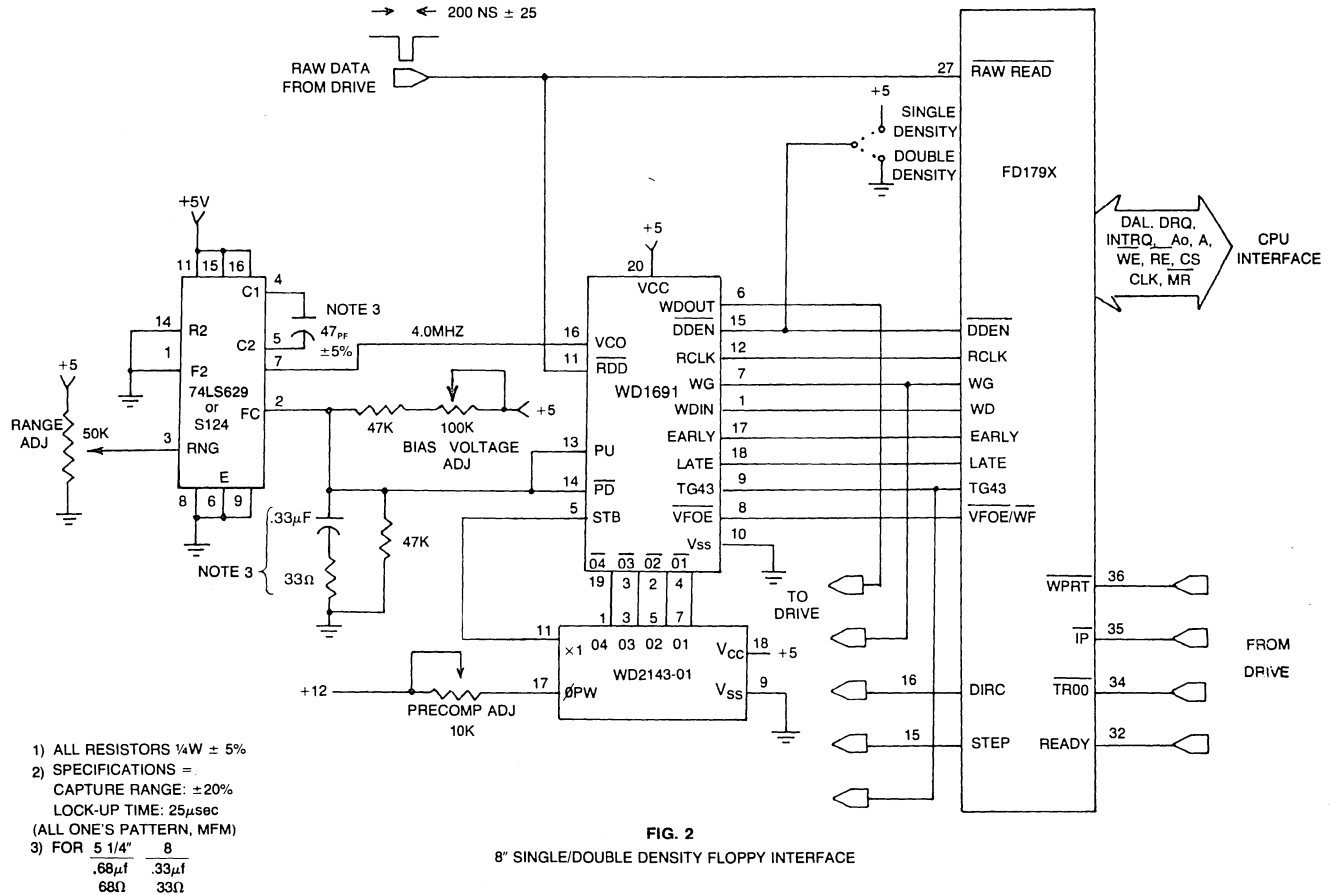 200 NS ± 25
RAW DATA
FROM DRIVE
27
RAW READ
+5
SINGLE
DENSITY
DOUBLE
DENSITY
FD179X
DAL. DRQ,
INTRQ, Ao, A,
WE, RE, CS
CLK, MR
CPU
INTERFACE
+5V
11 15 16
4
C1
NOTE 3
47PF
±5%
5
C2
14
R2
1
F2
7
4.0MHZ
74LS629
or
S124
FC
2
47K
100K
+5
BIAS VOLTAGE
ADJ
+5
RANGE
ADJ
50K
3
RNG
E
8 6 9
.33µF
NOTE 3
33Ω
47K
+5
20
VCC
WD1691
16
VCO
11
RDD
13
PU
14
PD
5
STB
WDOUT
6
DDEN
15
DDEN
RCLK
12
RCLK
WG
7
WG
WDIN
1
WD
EARLY
17
EARLY
LATE
18
LATE
TG43
9
TG43
VFOE
8
VFOE/WF
Vss
10
04 03 02 01
19 3 2 4
1 3 5 7
11
×1 04 03 02 01
VCC
18
+5
WD2143-01
+12
17
ØPW
VSS
9
PRECOMP ADJ
10K
TO
DRIVE
16
DIRC
15
STEP
WPRT
36
IP
35
TR00
34
READY
32
FROM
DRIVE
1) ALL RESISTORS ¼W ± 5%
2) SPECIFICATIONS =
CAPTURE RANGE: ±20%
LOCK-UP TIME: 25µsec
(ALL ONE'S PATTERN, MFM)
3) FOR 5 1/4" 8
.68µf .33µf
68Ω 33Ω
FIG. 2
8" SINGLE/DOUBLE DENSITY FLOPPY INTERFACE